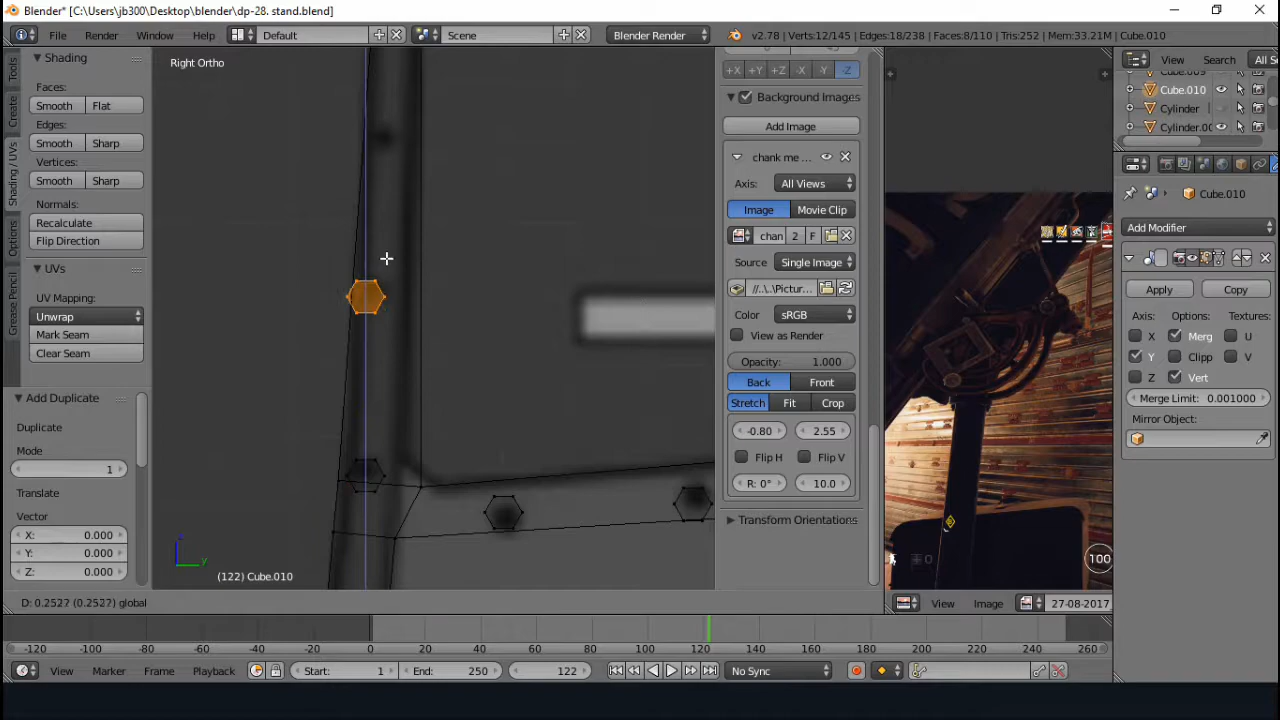 Blender* [C:\Users\jb300\Desktop\blender\dp-28. stand.blend]
File Render Window Help Default Scene Blender Render v2.78 | Verts:12/145 | Edges:18/238 | Faces:8/110 | Tris:252 | Mem:33.21M | Cube.010
Tools
Create
Shading / UVs
Options
Grease Pencil
Shading
Faces:
Smooth Flat
Edges:
Smooth Sharp
Vertices:
Smooth Sharp
Normals:
Recalculate
Flip Direction
UVs
UV Mapping:
Unwrap
Mark Seam
Clear Seam
Add Duplicate
Duplicate
Mode
1
Translate
Vector
X: 0.000
Y: 0.000
Z: 0.000
Right Ortho
z
y
(122) Cube.010
D: 0.2527 (0.2527) global
+X +Y +Z -X -Y -Z
Background Images
Add Image
chank me ...
Axis: All Views
Image Movie Clip
chan 2 F
Source Single Image
//..\..\Pictur...
Color sRGB
View as Render
Opacity: 1.000
Back Front
Stretch Fit Crop
-0.80 2.55
Flip H Flip V
R: 0° 10.0
Transform Orientations
0
100
View Image 27-08-2017
View Search All S
Cube.009
Cube.010
Cylinder
Cylinder.00
Cube.010
Add Modifier
Apply Copy
Axis: Options: Textures:
X Merg U
Y Clipp V
Z Vert
Merge Limit: 0.001000
Mirror Object:
-120 -100 -80 -60 -40 -20 0 20 40 60 80 100 120 140 160 180 200 220 240 260
View Marker Frame Playback Start: 1 End: 250 122 No Sync